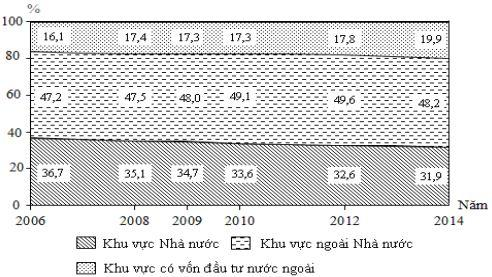 %
100
16,1 17,4 17,3 17,3 17,8 19,9
80
60
47,2 47,5 48,0 49,1 49,6 48,2
40
20
36,7 35,1 34,7 33,6 32,6 31,9
0
Năm
2006 2008 2009 2010 2012 2014
Khu vực Nhà nước Khu vực ngoài Nhà nước
Khu vực có vốn đầu tư nước ngoài